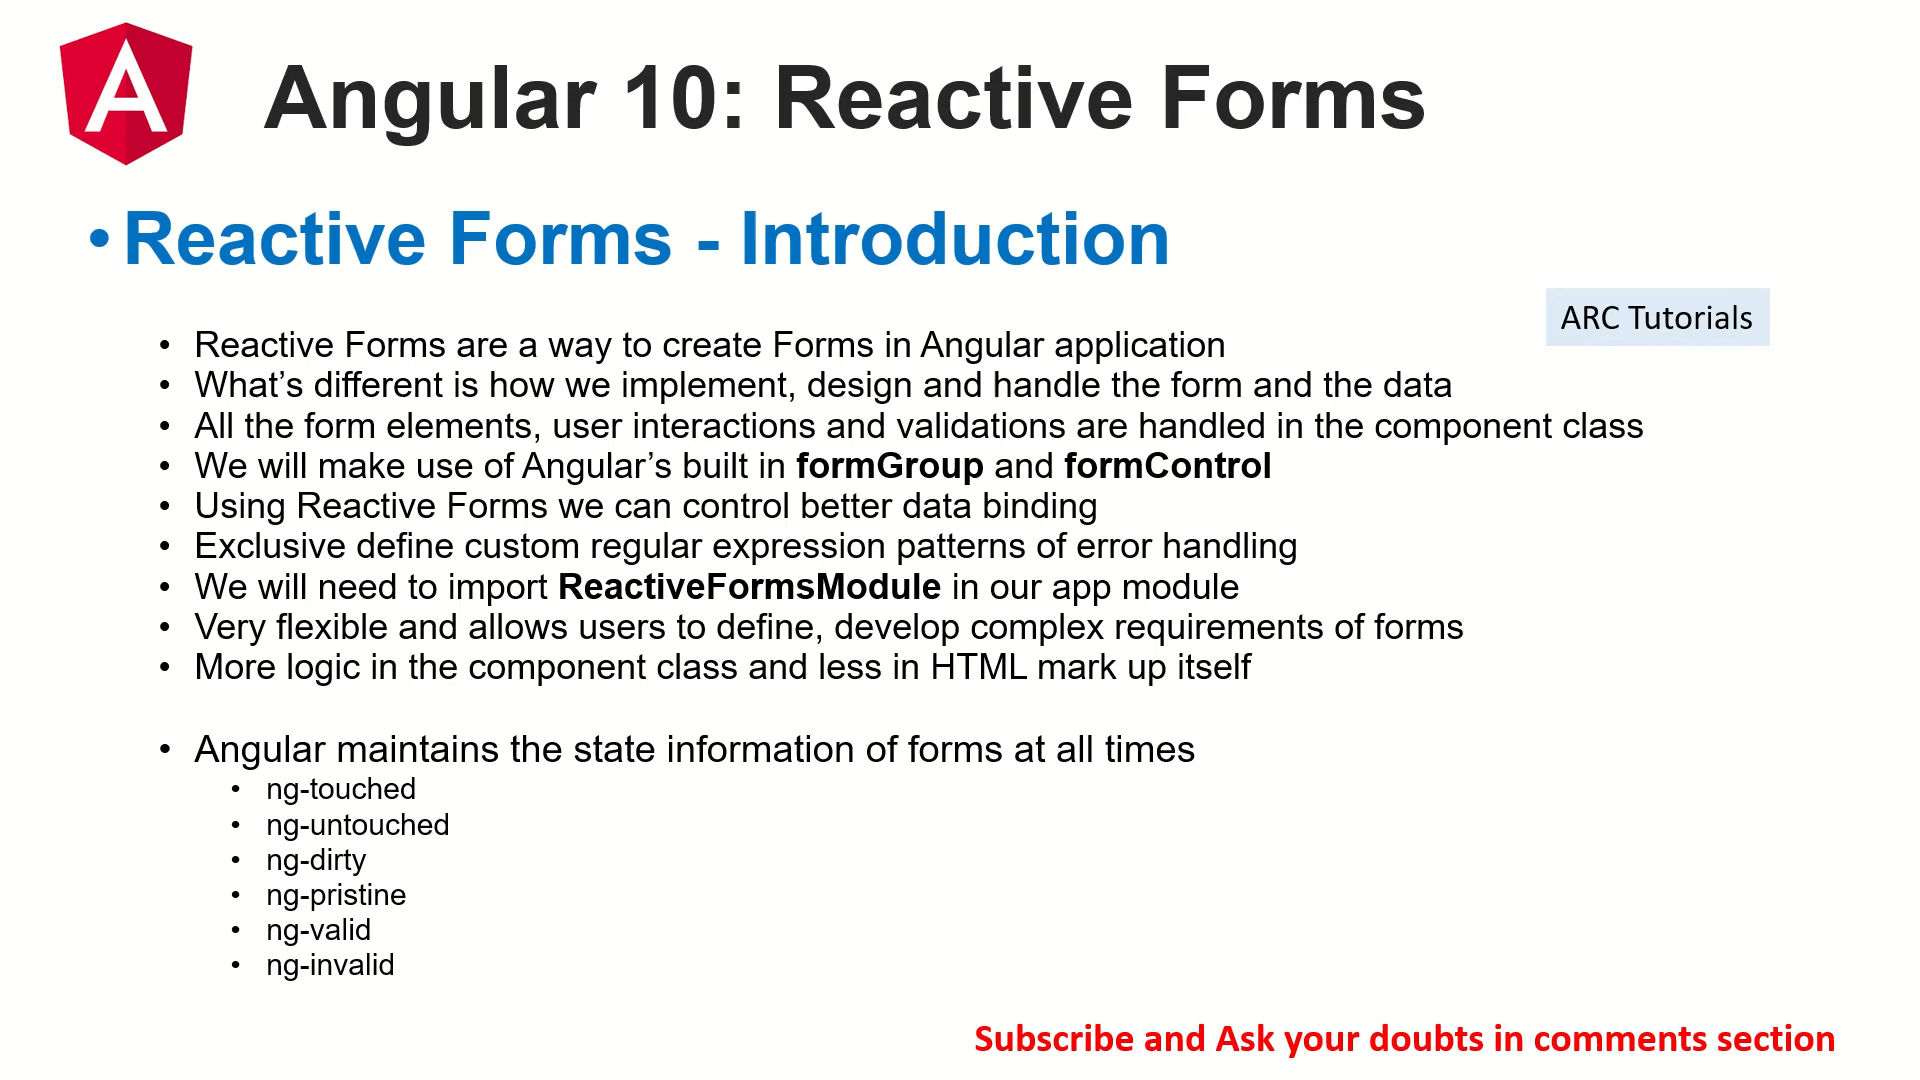 Angular 10: Reactive Forms
• Reactive Forms - Introduction
ARC Tutorials
• Reactive Forms are a way to create Forms in Angular application
• What’s different is how we implement, design and handle the form and the data
• All the form elements, user interactions and validations are handled in the component class
• We will make use of Angular’s built in formGroup and formControl
• Using Reactive Forms we can control better data binding
• Exclusive define custom regular expression patterns of error handling
• We will need to import ReactiveFormsModule in our app module
• Very flexible and allows users to define, develop complex requirements of forms
• More logic in the component class and less in HTML mark up itself
• Angular maintains the state information of forms at all times
• ng-touched
• ng-untouched
• ng-dirty
• ng-pristine
• ng-valid
• ng-invalid
Subscribe and Ask your doubts in comments section